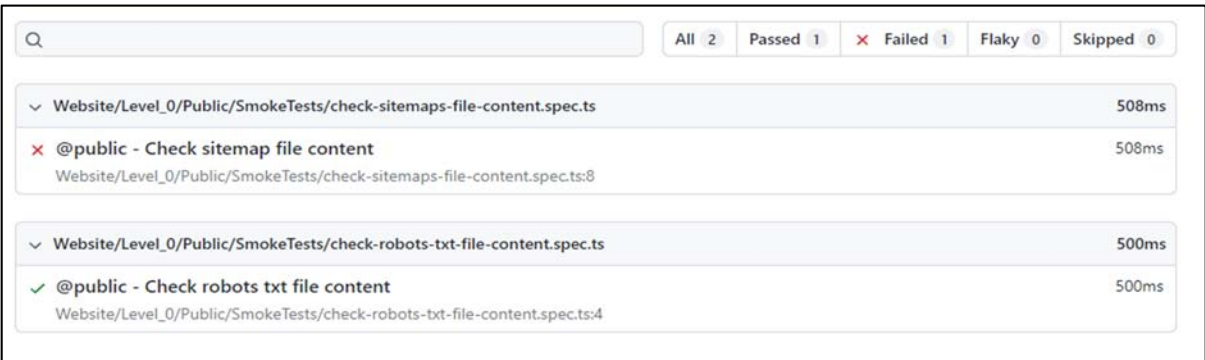 All 2 Passed 1 Failed 1 Flaky 0 Skipped 0
Website/Level_0/Public/SmokeTests/check-sitemaps-file-content.spec.ts 508ms
@public - Check sitemap file content 508ms
Website/Level_0/Public/SmokeTests/check-sitemaps-file-content.spec.ts:8
Website/Level_0/Public/SmokeTests/check-robots-txt-file-content.spec.ts 500ms
@public - Check robots txt file content 500ms
Website/Level_0/Public/SmokeTests/check-robots-txt-file-content.spec.ts:4